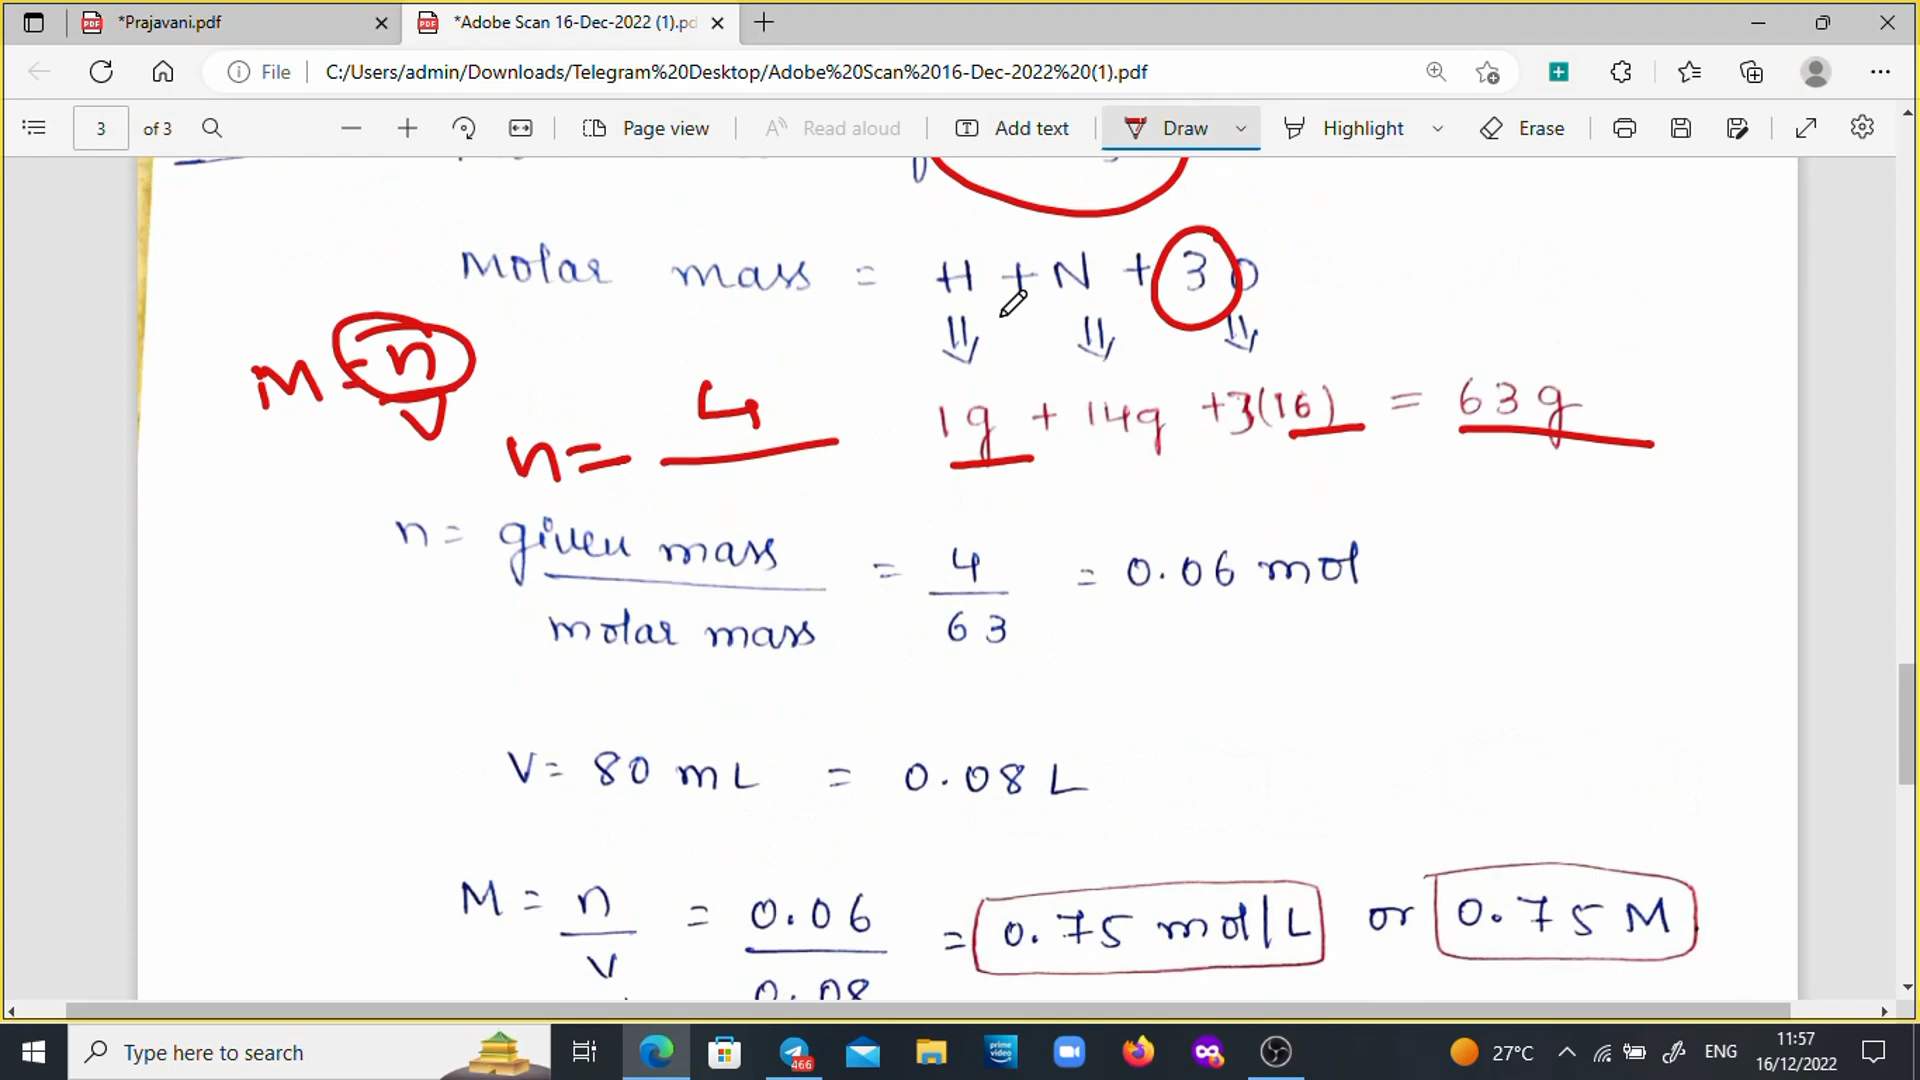 *Prajavani.pdf
*Adobe Scan 16-Dec-2022 (1).pd
File
C:/Users/admin/Downloads/Telegram%20Desktop/Adobe%20Scan%2016-Dec-2022%20(1).pdf
3 of 3
Page view
Read aloud
Add text
Draw
Highlight
Erase
Molar mass = H + N + 3O
M = n
V
n = 4
1g + 14g + 3(16) = 63g
n = given mass = 4 = 0.06 mol
molar mass 63
V = 80 mL = 0.08 L
M = n = 0.06 = 0.75 mol/L or 0.75 M
V 0.08
Type here to search
466
prime video
27°C
ENG
11:57
16/12/2022